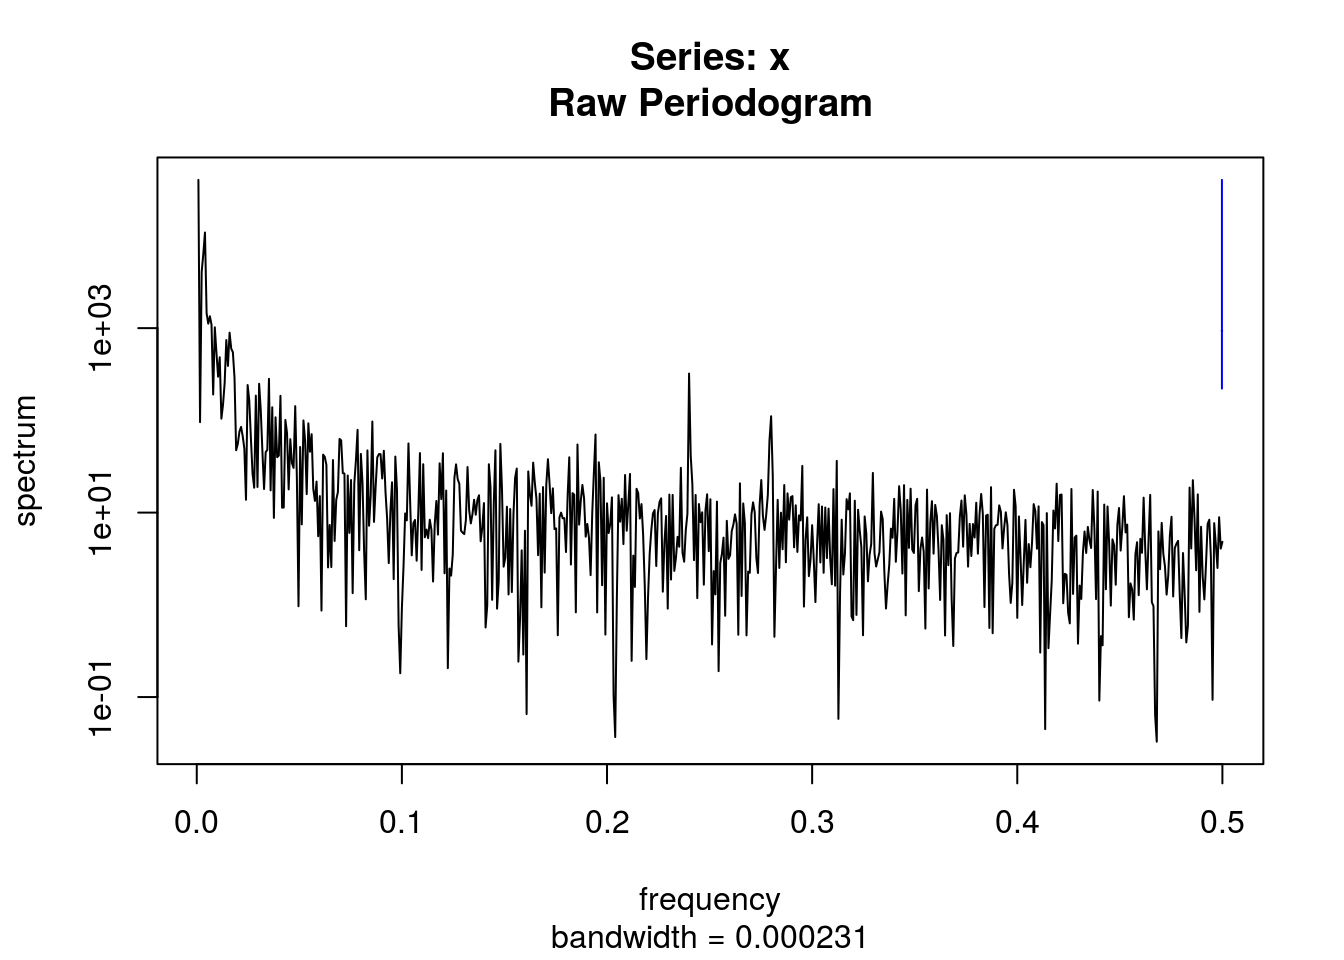 Series: x
Raw Periodogram
spectrum
1e+03
1e+01
1e-01
0.0 0.1 0.2 0.3 0.4 0.5
frequency
bandwidth = 0.000231